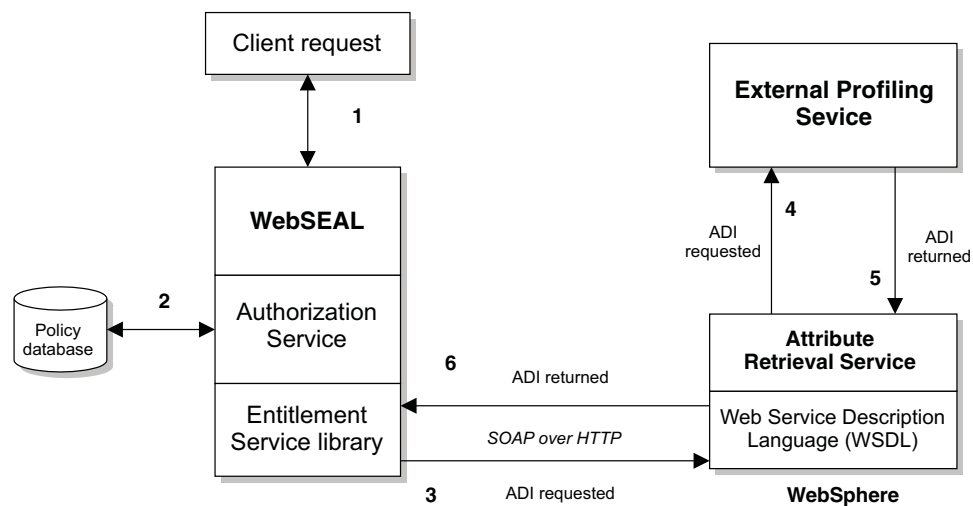 Client request
1
WebSEAL
Authorization
Service
Entitlement
Service library
2
Policy
database
External Profiling
Sevice
4
ADI
requested
5
ADI
returned
Attribute
Retrieval Service
Web Service Description
Language (WSDL)
WebSphere
6
ADI returned
SOAP over HTTP
3
ADI requested